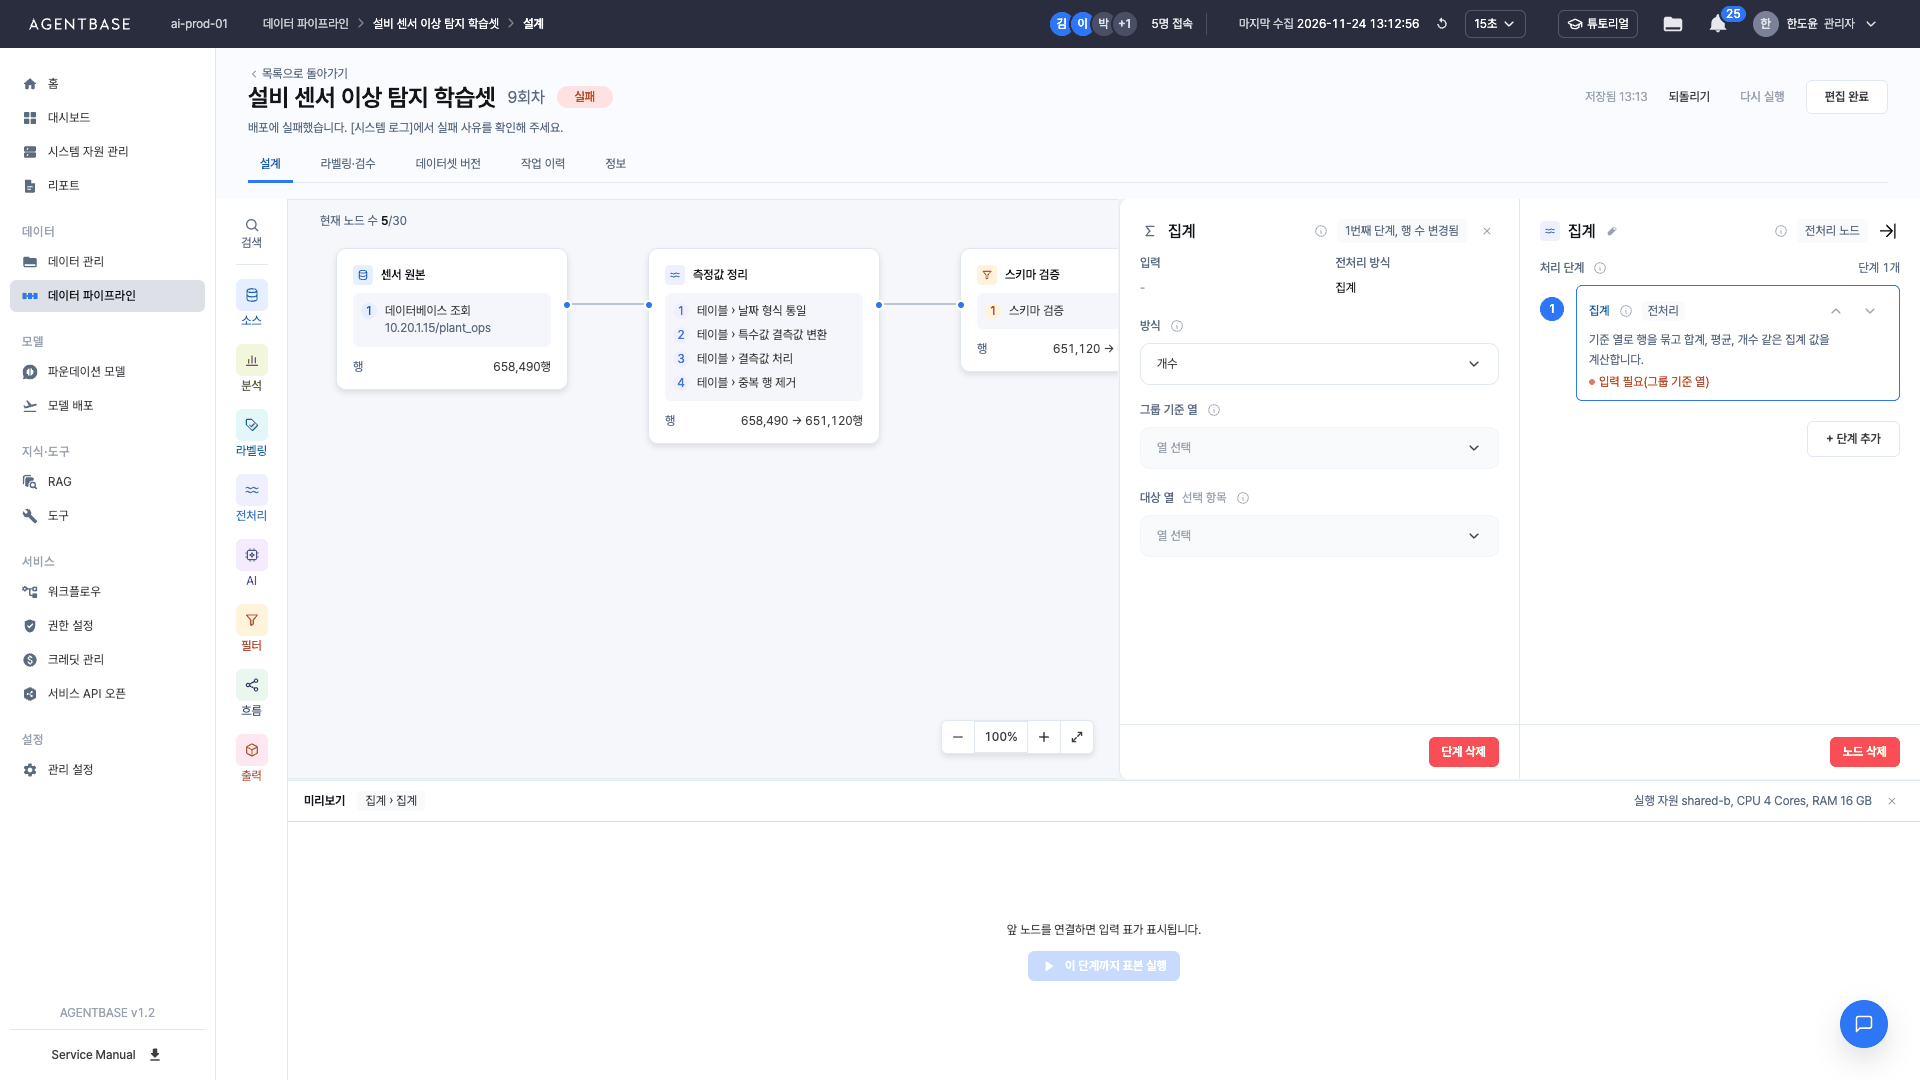 AGENTBASE
ai-prod-01
데이터 파이프라인
설비 센서 이상 탐지 학습셋
설계
김
이
박
+1
5명 접속
마지막 수집 2026-11-24 13:12:56
15초
튜토리얼
25
한
한도윤 관리자
홈
대시보드
시스템 자원 관리
리포트
데이터
데이터 관리
데이터 파이프라인
모델
파운데이션 모델
모델 배포
지식·도구
RAG
도구
서비스
워크플로우
권한 설정
크레딧 관리
서비스 API 오픈
설정
관리 설정
AGENTBASE v1.2
Service Manual
목록으로 돌아가기
설비 센서 이상 탐지 학습셋 9회차 실패
배포에 실패했습니다. [시스템 로그]에서 실패 사유를 확인해 주세요.
저장됨 13:13
되돌리기
다시 실행
편집 완료
설계
라벨링·검수
데이터셋 버전
작업 이력
정보
검색
소스
분석
라벨링
전처리
AI
필터
흐름
출력
현재 노드 수 5/30
센서 원본
1 데이터베이스 조회
10.20.1.15/plant_ops
행 658,490행
측정값 정리
1 테이블 › 날짜 형식 통일
2 테이블 › 특수값 결측값 변환
3 테이블 › 결측값 처리
4 테이블 › 중복 행 제거
행 658,490 → 651,120행
스키마 검증
1 스키마 검증
행 651,120 →
100%
집계
1번째 단계, 행 수 변경됨
입력
-
전처리 방식
집계
방식
개수
그룹 기준 열
열 선택
대상 열 선택 항목
열 선택
단계 삭제
집계
전처리 노드
처리 단계
단계 1개
1
집계 전처리
기준 열로 행을 묶고 합계, 평균, 개수 같은 집계 값을
계산합니다.
입력 필요(그룹 기준 열)
+ 단계 추가
노드 삭제
미리보기
집계 › 집계
실행 자원 shared-b, CPU 4 Cores, RAM 16 GB
앞 노드를 연결하면 입력 표가 표시됩니다.
이 단계까지 표본 실행